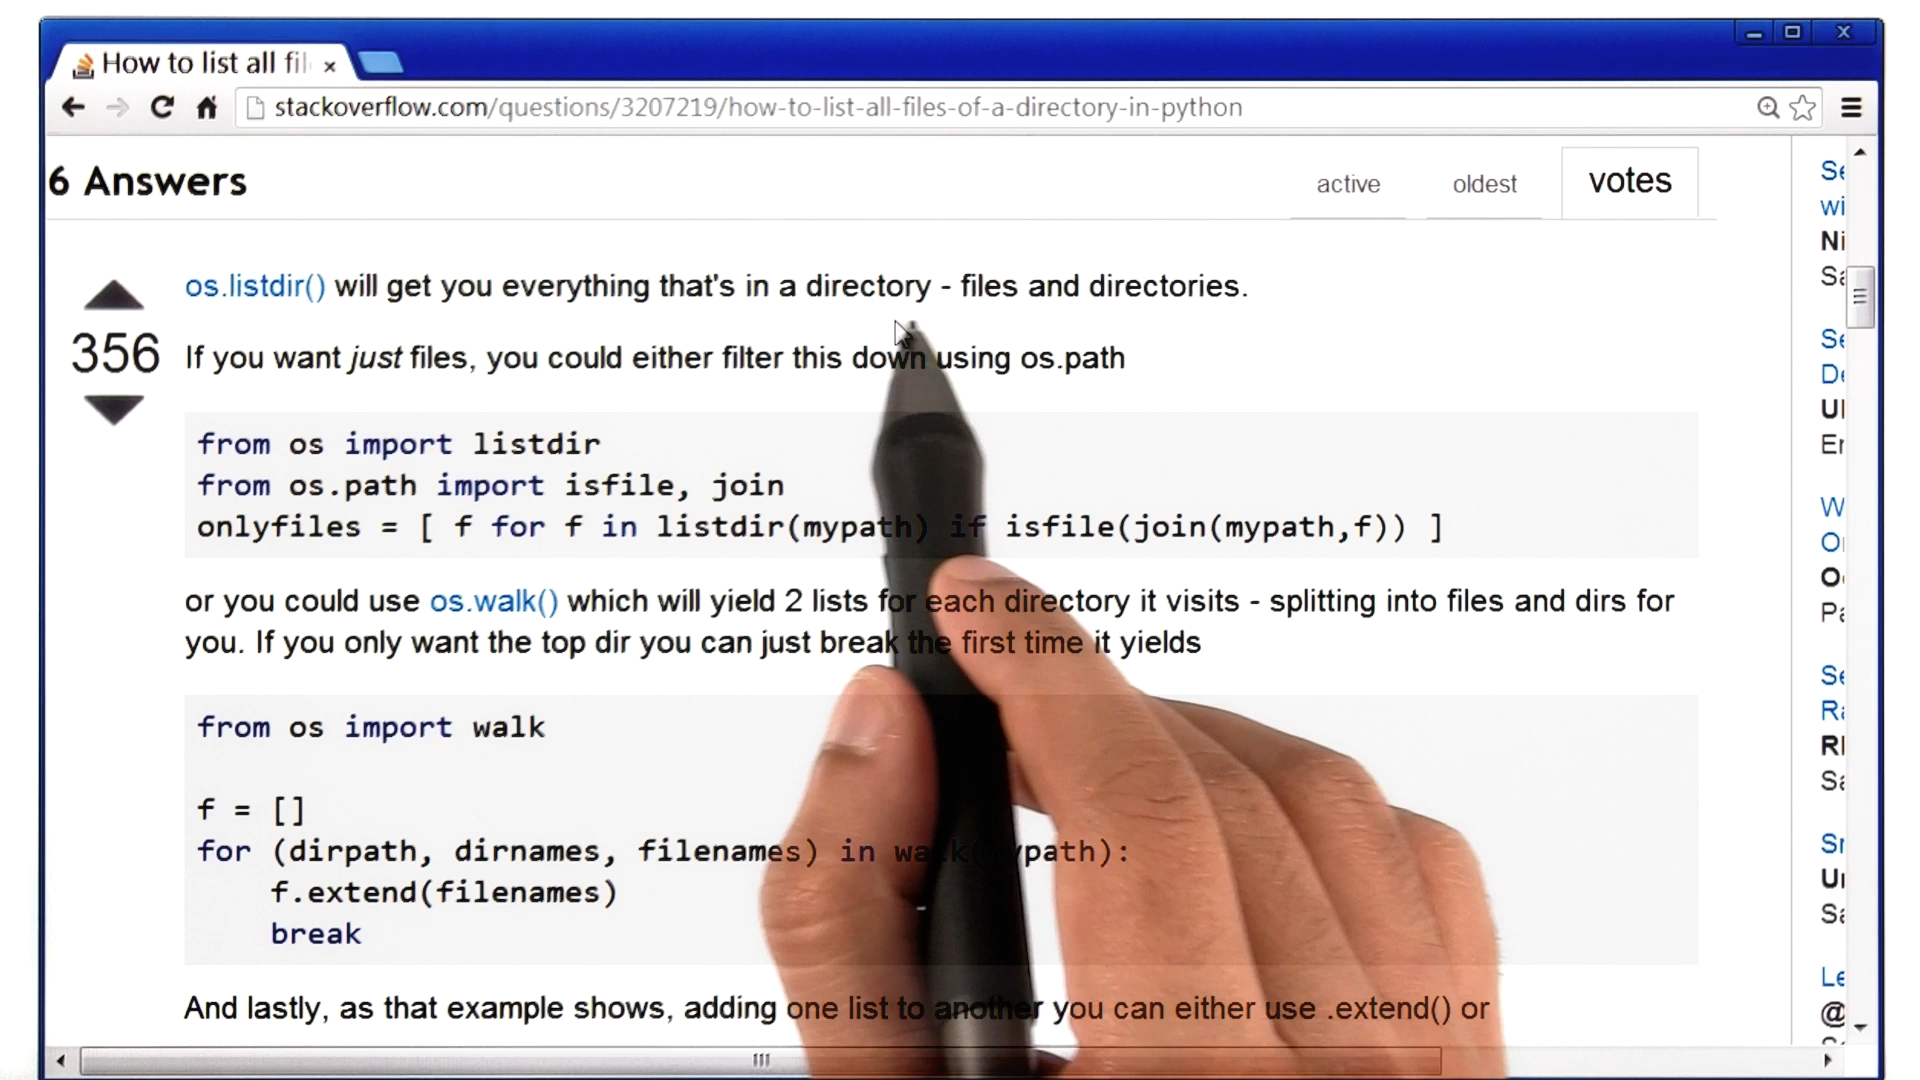 How to list all fil
stackoverflow.com/questions/3207219/how-to-list-all-files-of-a-directory-in-python
6 Answers
active oldest votes
os.listdir() will get you everything that's in a directory - files and directories.
356
If you want just files, you could either filter this down using os.path
from os import listdir
from os.path import isfile, join
onlyfiles = [ f for f in listdir(mypath) if isfile(join(mypath,f)) ]
or you could use os.walk() which will yield 2 lists for each directory it visits - splitting into files and dirs for
you. If you only want the top dir you can just break the first time it yields
from os import walk
f = []
for (dirpath, dirnames, filenames) in walk(mypath):
f.extend(filenames)
break
And lastly, as that example shows, adding one list to another you can either use .extend() or